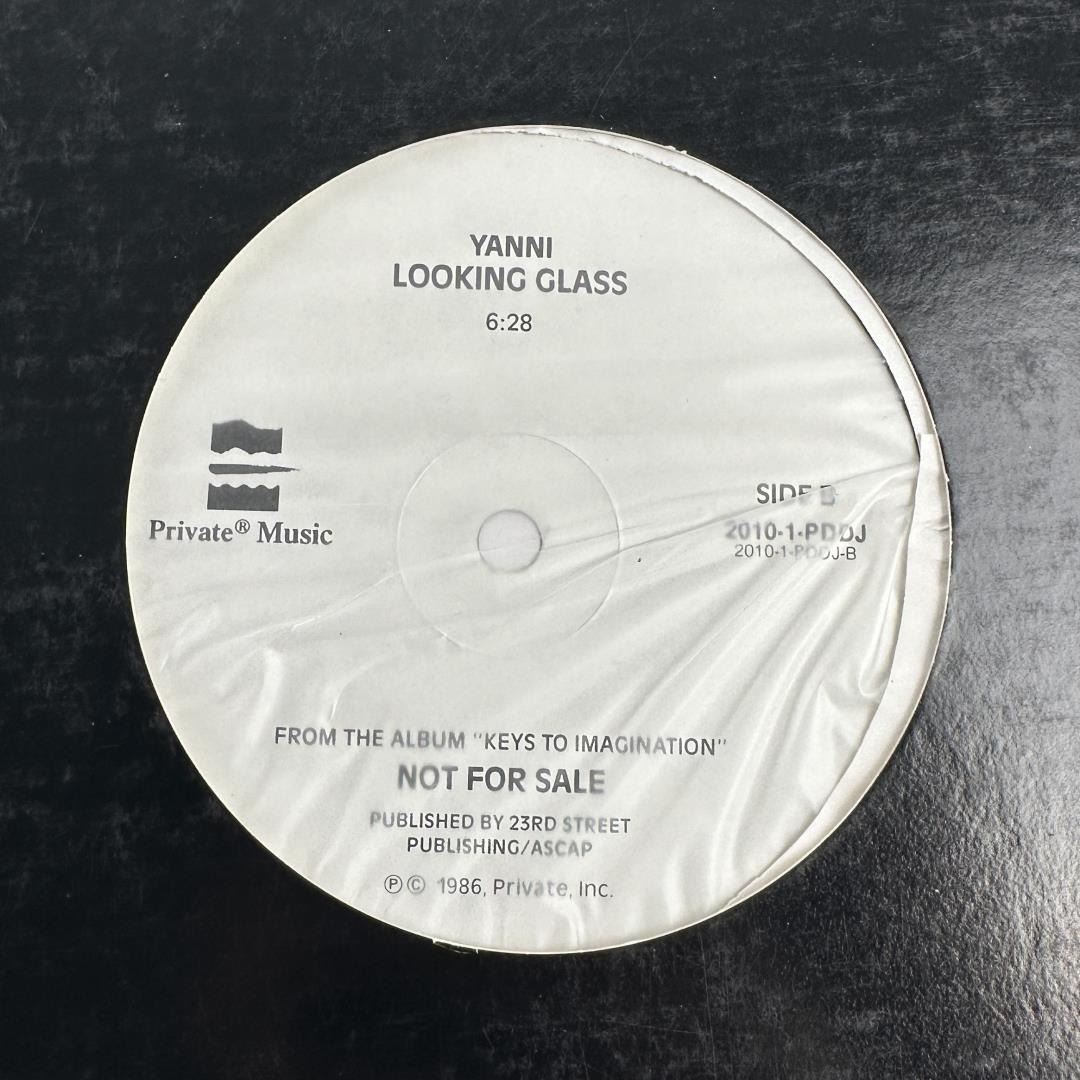 YANNI
LOOKING GLASS
6:28
Private® Music
SIDE B
2010-1-PDDJ
2010-1-PDDJ-B
FROM THE ALBUM "KEYS TO IMAGINATION"
NOT FOR SALE
PUBLISHED BY 23RD STREET
PUBLISHING/ASCAP
℗ © 1986, Private, Inc.